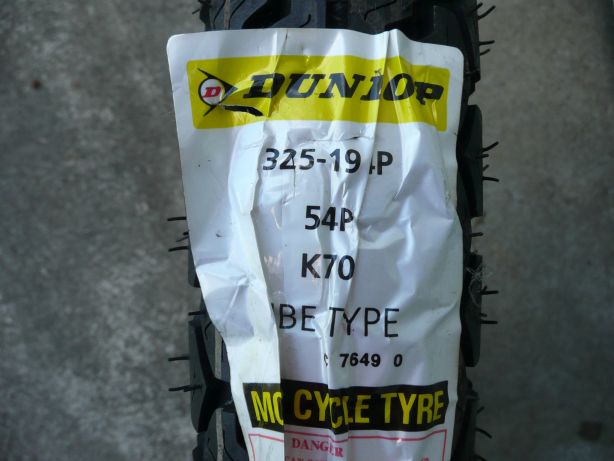 D DUNLOP
325-19 4P
54P
K70
BE TYPE
7649 0
MO CYCLE TYRE
DANGER